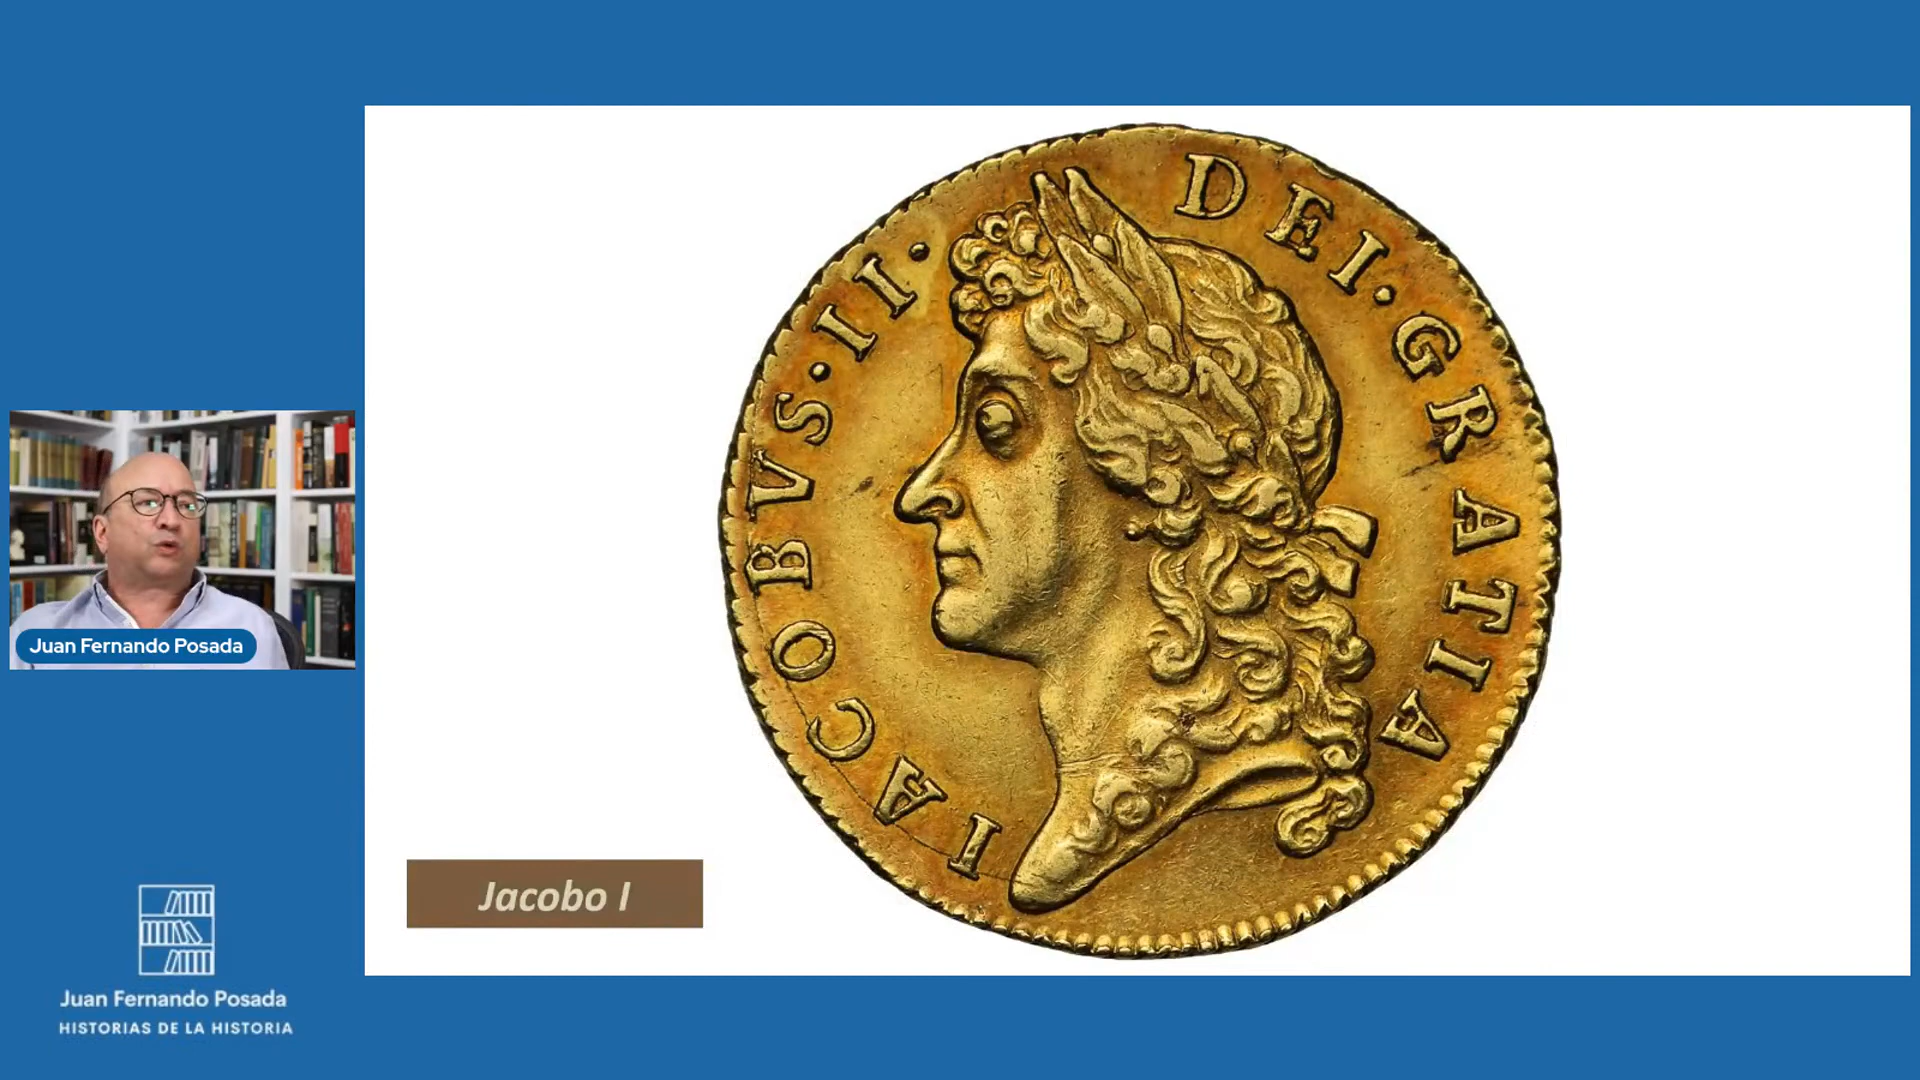 IACOBVS·II· DEI·GRATIA
Juan Fernando Posada
Jacobo I
Juan Fernando Posada
HISTORIAS DE LA HISTORIA